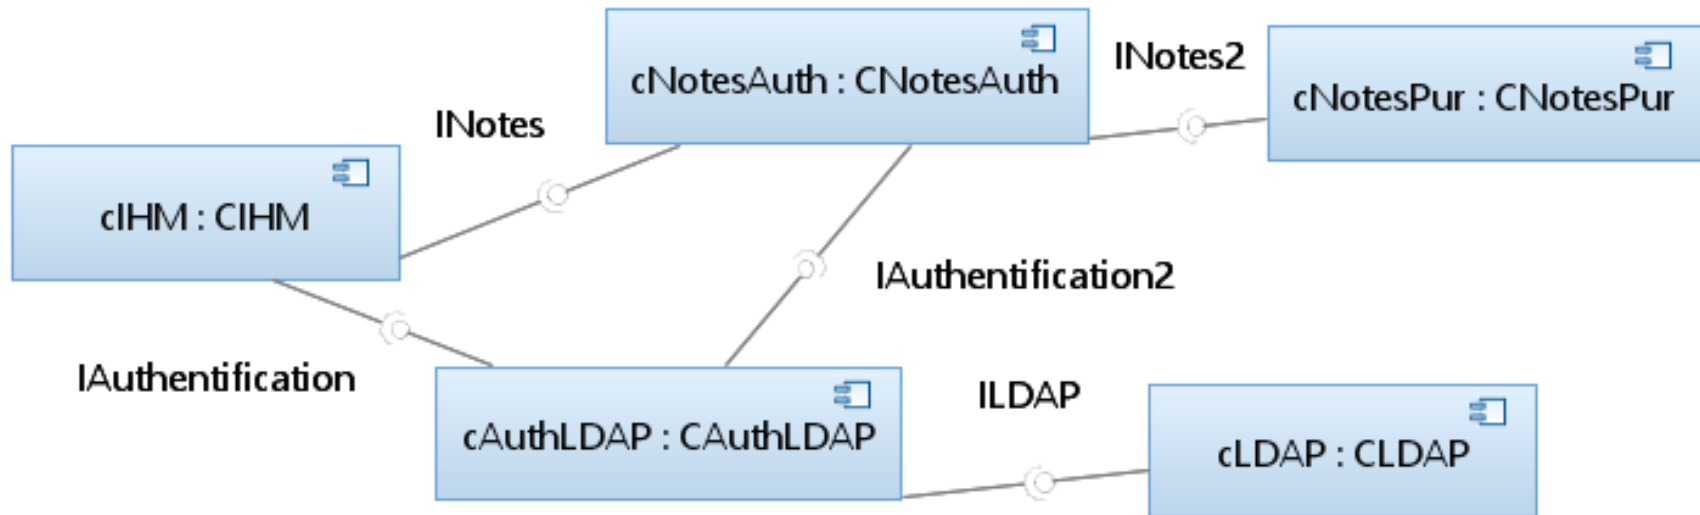 cNotesAuth : CNotesAuth
INotes2
cNotesPur : CNotesPur
INotes
cIHM : CIHM
IAuthentification2
IAuthentification
ILDAP
cAuthLDAP : CAuthLDAP
cLDAP : CLDAP